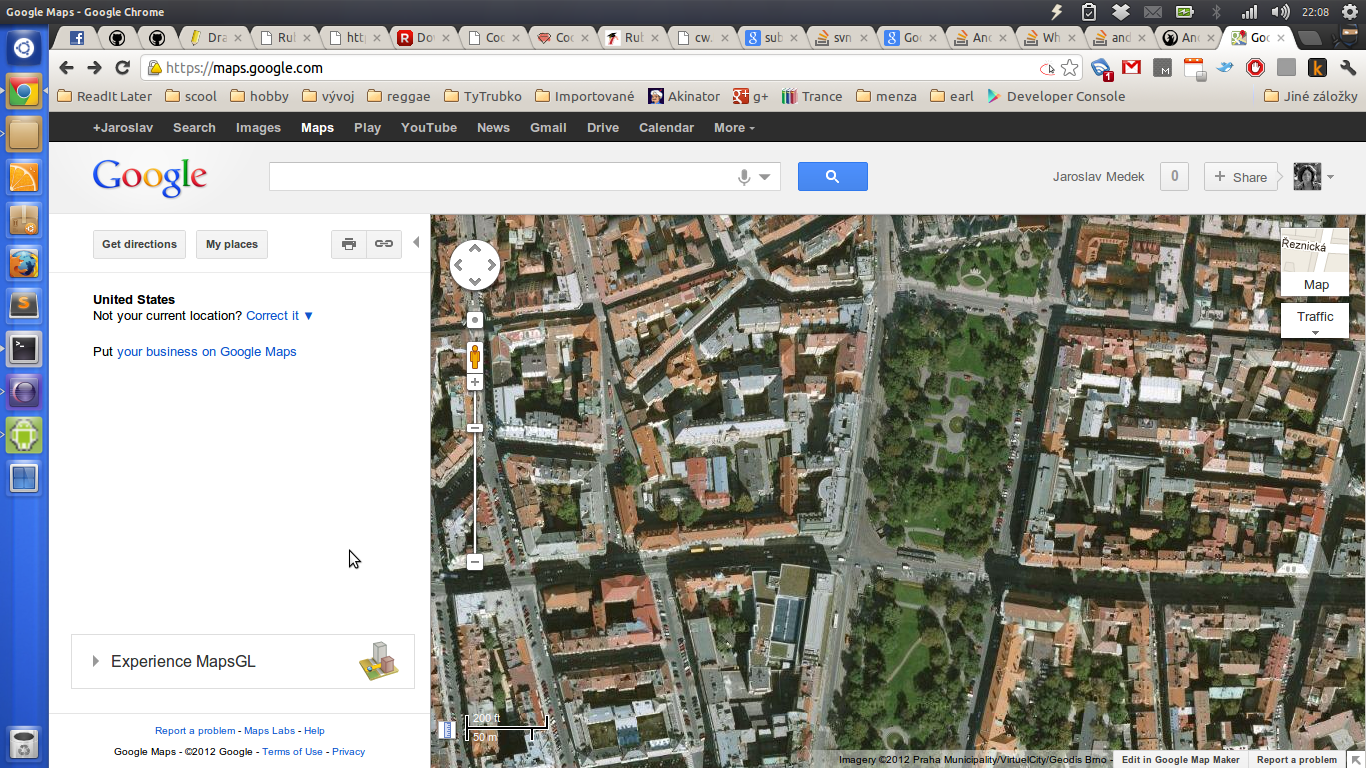 Google Maps - Google Chrome
22:08
Dra
Rul
http
Do
Coo
Coo
Rul
cw.
sub
svn
Goo
And
Wh
and
And
Goo
https://maps.google.com
1
M
k
ReadIt Later
scool
hobby
vývoj
reggae
TyTrubko
Importované
Akinator
g+
Trance
menza
earl
Developer Console
Jiné záložky
+Jaroslav Search Images Maps Play YouTube News Gmail Drive Calendar More
Google
Jaroslav Medek
0
+ Share
Get directions
My places
Řeznická
Map
Traffic
United States
Not your current location? Correct it ▼
Put your business on Google Maps
Experience MapsGL
200 ft
50 m
Report a problem - Maps Labs - Help
Google Maps - ©2012 Google - Terms of Use - Privacy
Imagery ©2012 Praha Municipality/VirtuelCity/Geodis Brno -
Edit in Google Map Maker
Report a problem